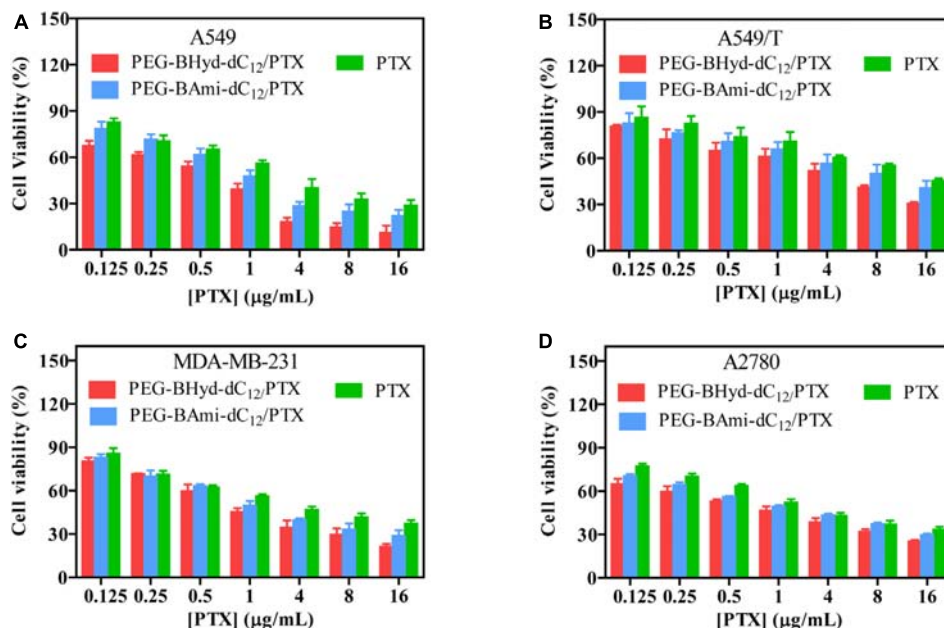 A
A549
PEG-BHyd-dC₁₂/PTX
PTX
PEG-BAmi-dC₁₂/PTX
Cell Viability (%)
150
120
90
60
30
0
0.125 0.25 0.5 1 4 8 16
[PTX] (μg/mL)
B
A549/T
PEG-BHyd-dC₁₂/PTX
PTX
PEG-BAmi-dC₁₂/PTX
Cell Viability (%)
150
120
90
60
30
0
0.125 0.25 0.5 1 4 8 16
[PTX] (μg/mL)
C
MDA-MB-231
PEG-BHyd-dC₁₂/PTX
PTX
PEG-BAmi-dC₁₂/PTX
Cell viability (%)
150
120
90
60
30
0
0.125 0.25 0.5 1 4 8 16
[PTX] (μg/mL)
D
A2780
PEG-BHyd-dC₁₂/PTX
PTX
PEG-BAmi-dC₁₂/PTX
Cell viability (%)
150
120
90
60
30
0
0.125 0.25 0.5 1 4 8 16
[PTX] (μg/mL)